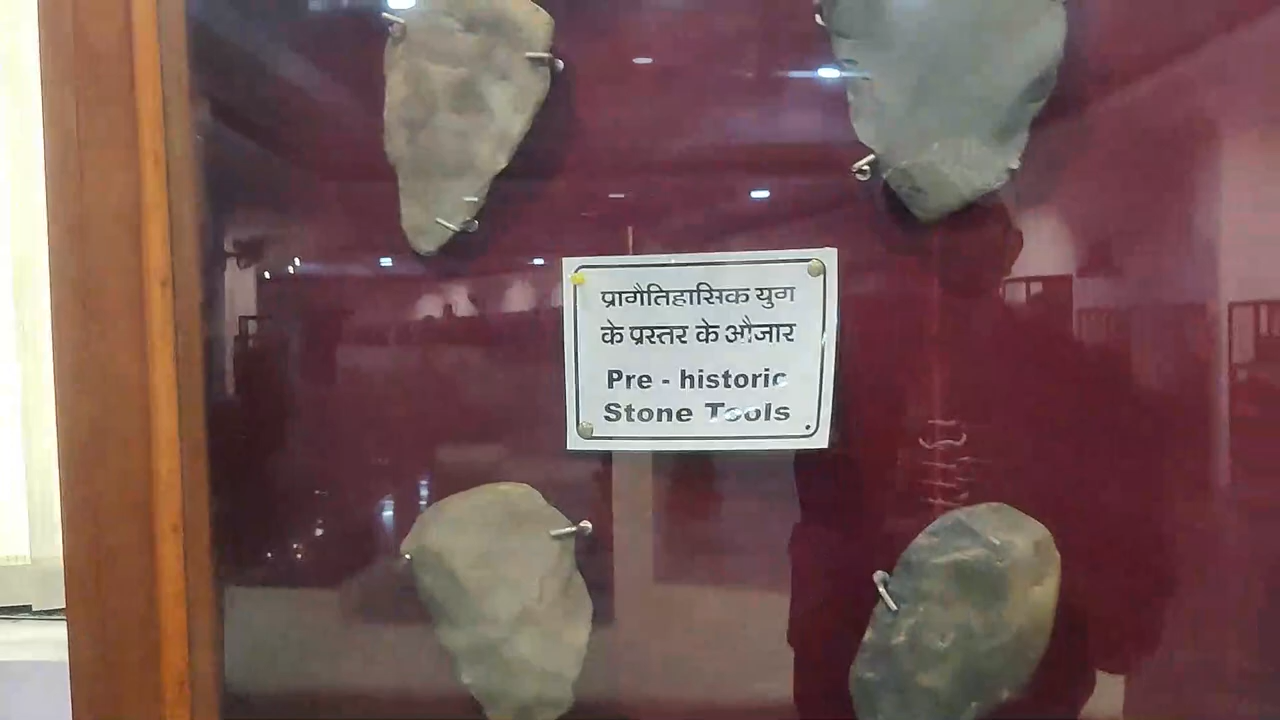 प्रागैतिहासिक युग
के प्रस्तर के औजार
Pre - historic
Stone Tools